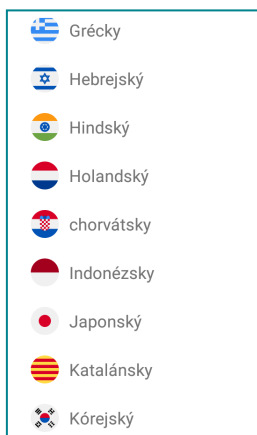 Grécky
Hebrejský
Hindský
Holandský
chorvátsky
Indonézsky
Japonský
Katalánsky
Kórejský